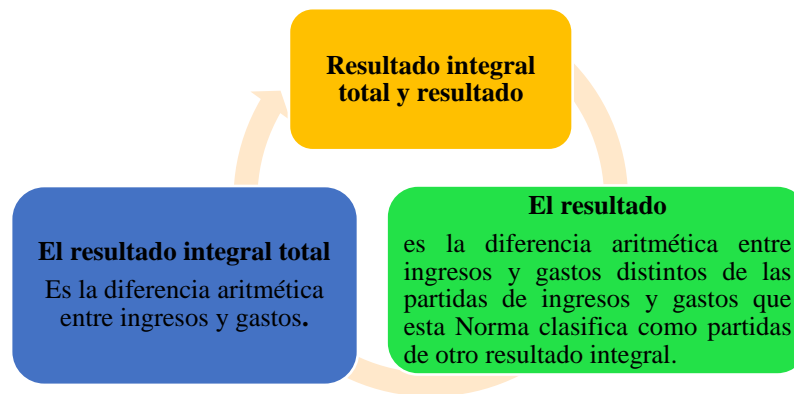 Resultado integral
total y resultado
El resultado integral total
Es la diferencia aritmética
entre ingresos y gastos.
El resultado
es la diferencia aritmética entre
ingresos y gastos distintos de las
partidas de ingresos y gastos que
esta Norma clasifica como partidas
de otro resultado integral.